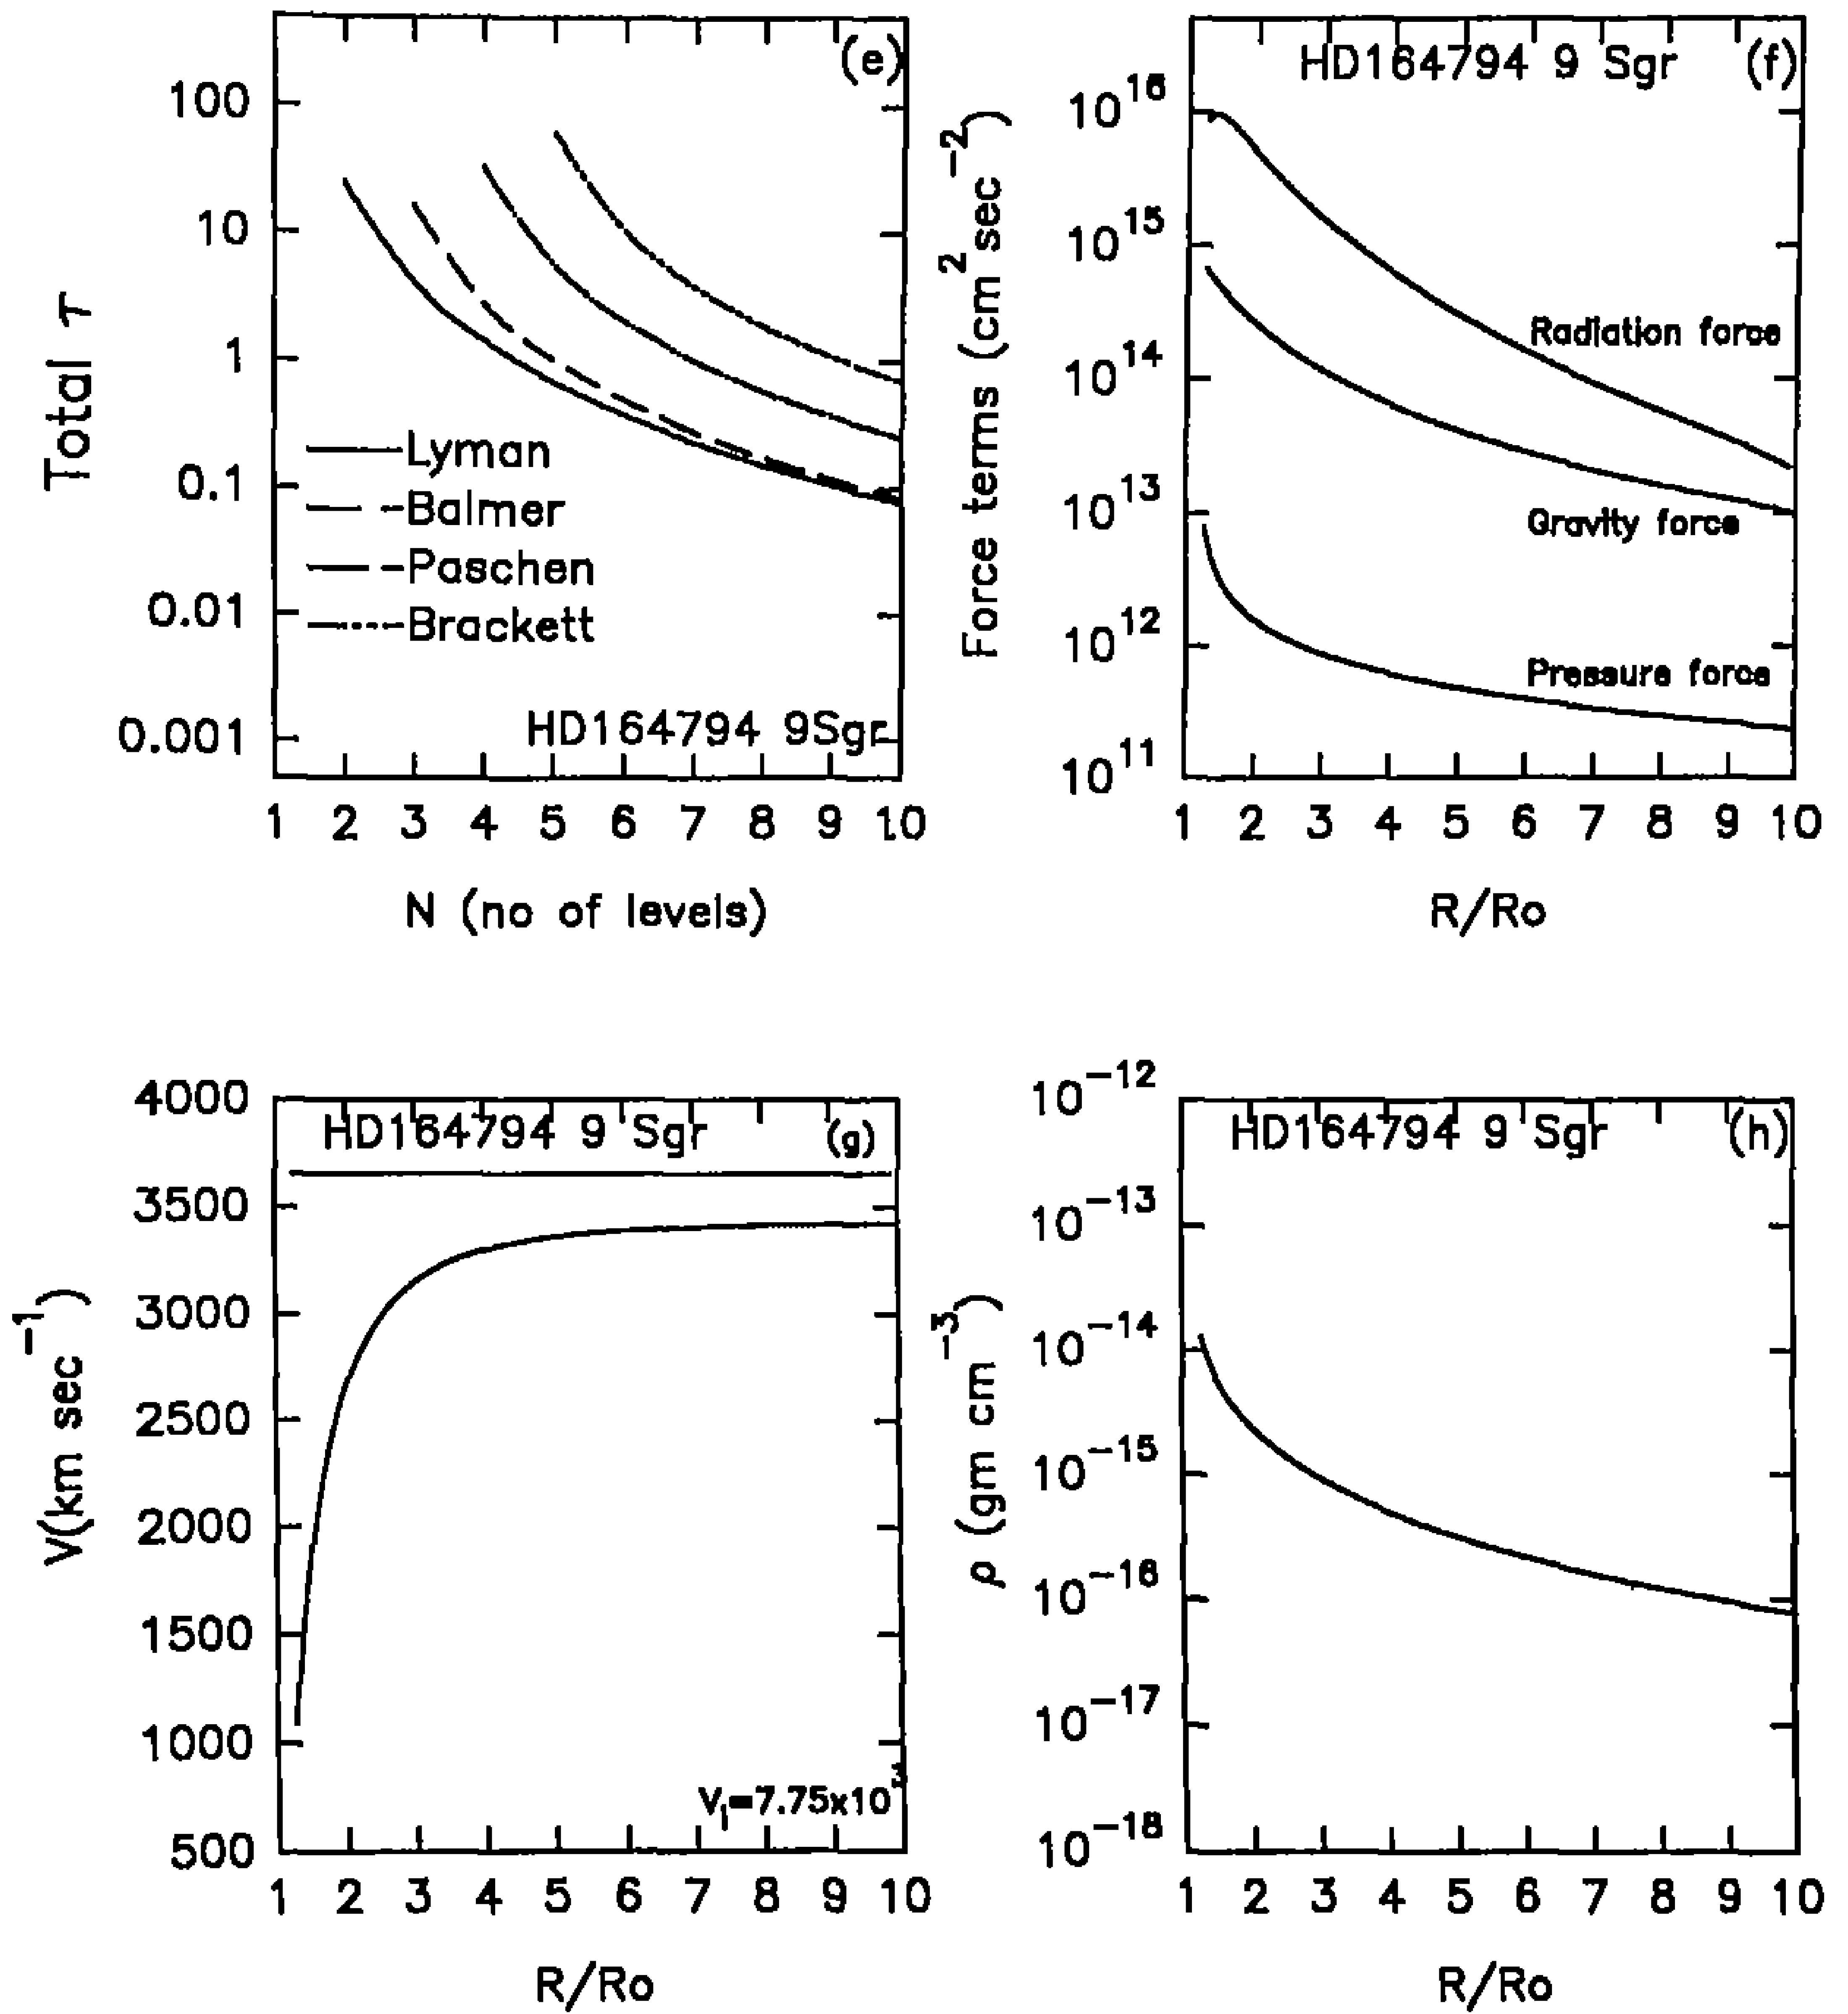 (e)
100
10
1
0.1
0.01
0.001
Total τ
Lyman
Balmer
Paschen
Brackett
HD164794 9Sgr
1 2 3 4 5 6 7 8 9 10
N (no of levels)
HD164794 9 Sgr (f)
10^16
10^15
10^14
10^13
10^12
10^11
Force terms (cm^2 sec^-2)
Radiation force
Gravity force
Pressure force
1 2 3 4 5 6 7 8 9 10
R/Ro
HD164794 9 Sgr (g)
4000
3500
3000
2500
2000
1500
1000
500
V(km sec^-1)
V_1=7.75x10^3
1 2 3 4 5 6 7 8 9 10
R/Ro
HD164794 9 Sgr (h)
10^-12
10^-13
10^-14
10^-15
10^-16
10^-17
10^-18
ρ (gm cm^-3)
1 2 3 4 5 6 7 8 9 10
R/Ro